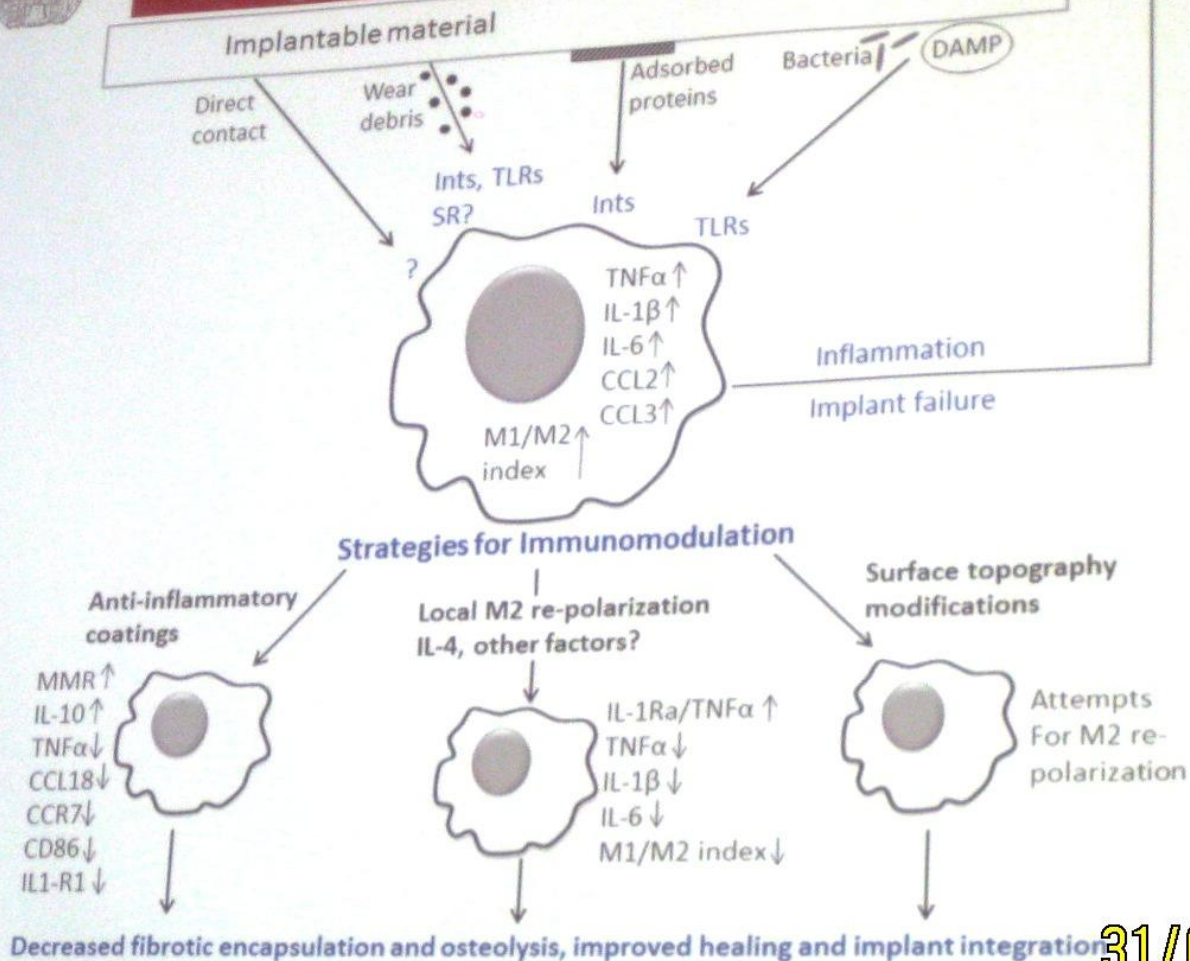 Implantable material
Direct
contact
Wear
debris
Adsorbed
proteins
Bacteria
DAMP
Ints, TLRs
SR?
Ints
TLRs
?
TNFα↑
IL-1β↑
IL-6↑
CCL2↑
CCL3↑
M1/M2↑
index
Inflammation
Implant failure
Strategies for Immunomodulation
Anti-inflammatory
coatings
Local M2 re-polarization
IL-4, other factors?
Surface topography
modifications
MMR↑
IL-10↑
TNFα↓
CCL18↓
CCR7↓
CD86↓
IL1-R1↓
IL-1Ra/TNFα ↑
TNFα↓
IL-1β↓
IL-6↓
M1/M2 index↓
Attempts
For M2 re-
polarization
Decreased fibrotic encapsulation and osteolysis, improved healing and implant integration
31/